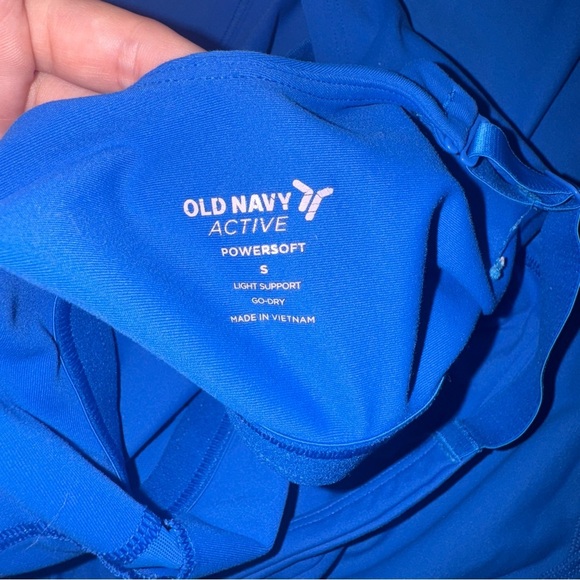 OLD NAVY
ACTIVE
POWERSOFT
S
LIGHT SUPPORT
GO-DRY
MADE IN VIETNAM